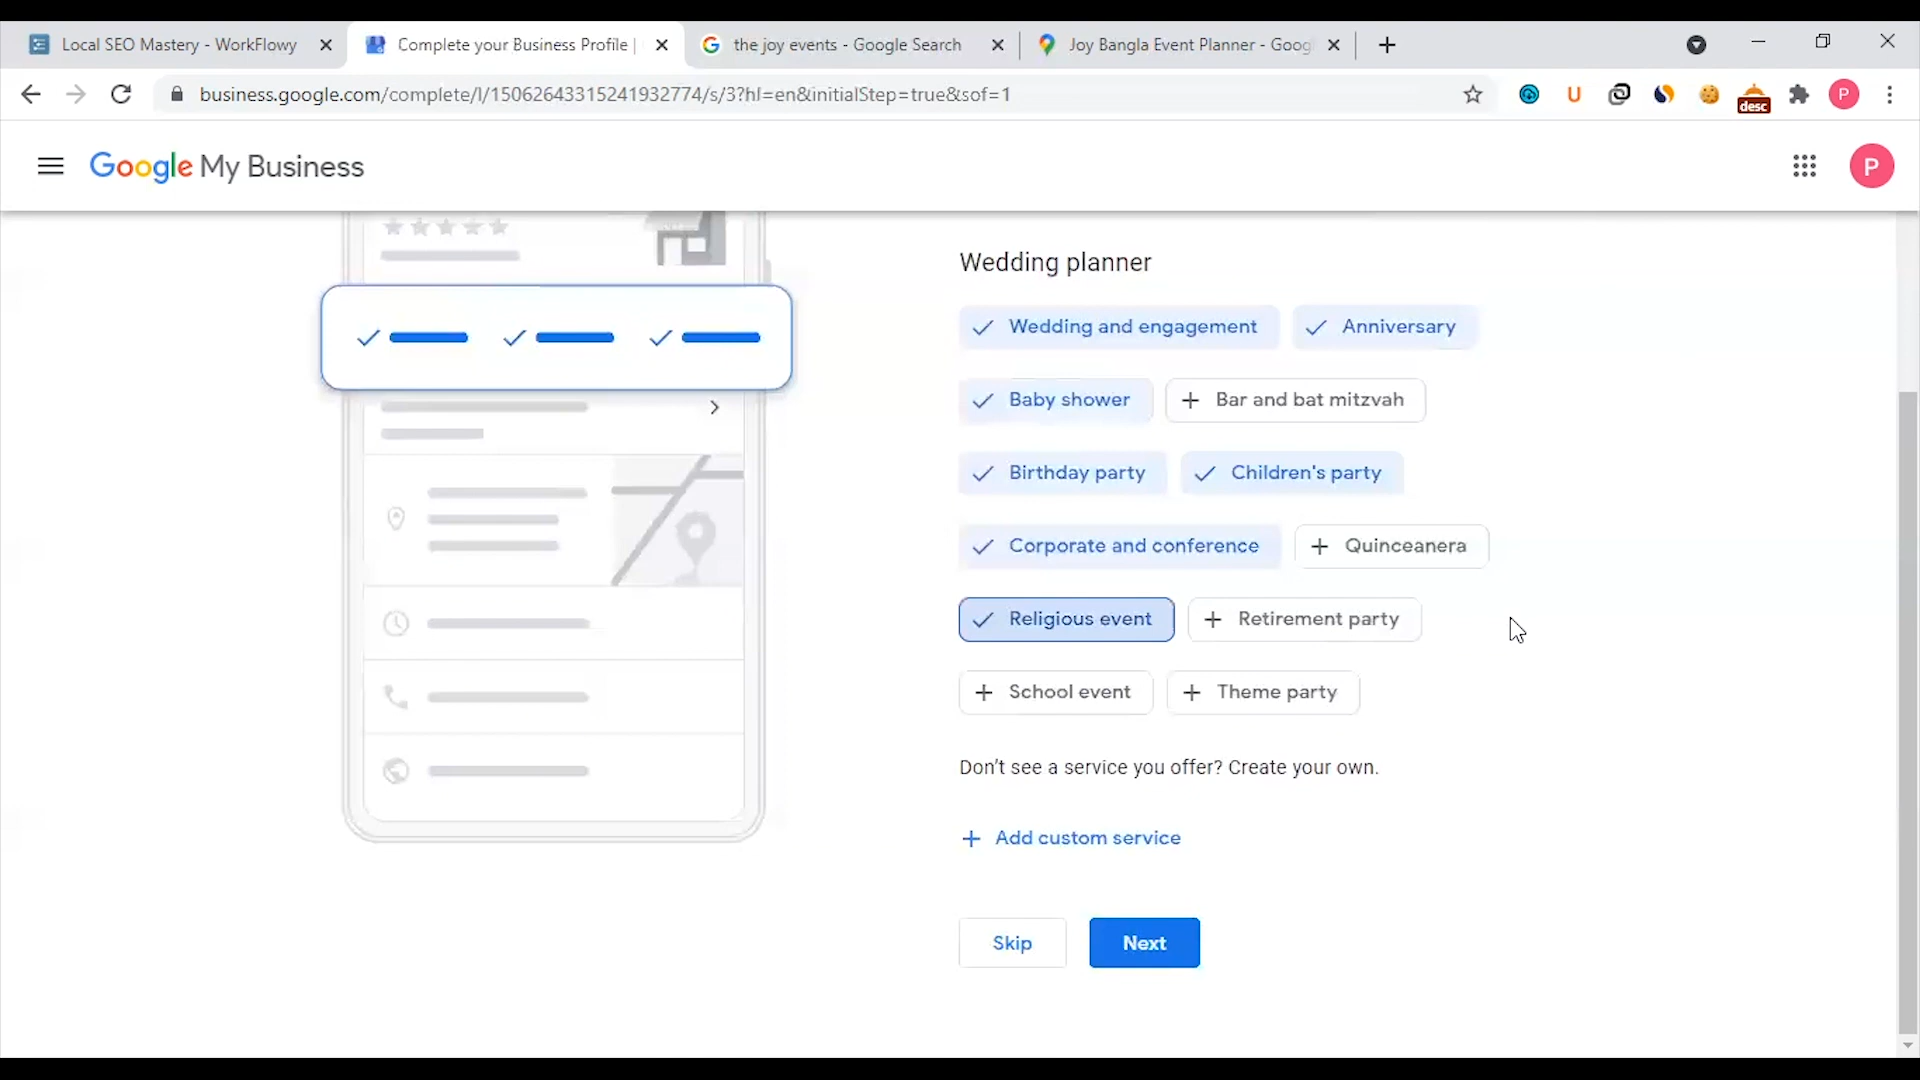 Local SEO Mastery - WorkFlowy
Complete your Business Profile |
the joy events - Google Search
Joy Bangla Event Planner - Goog
business.google.com/complete/l/15062643315241932774/s/3?hl=en&initialStep=true&sof=1
U
desc
P
Google My Business
P
Wedding planner
Wedding and engagement
Anniversary
Baby shower
Bar and bat mitzvah
Birthday party
Children's party
Corporate and conference
Quinceanera
Religious event
Retirement party
School event
Theme party
Don't see a service you offer? Create your own.
Add custom service
Skip
Next